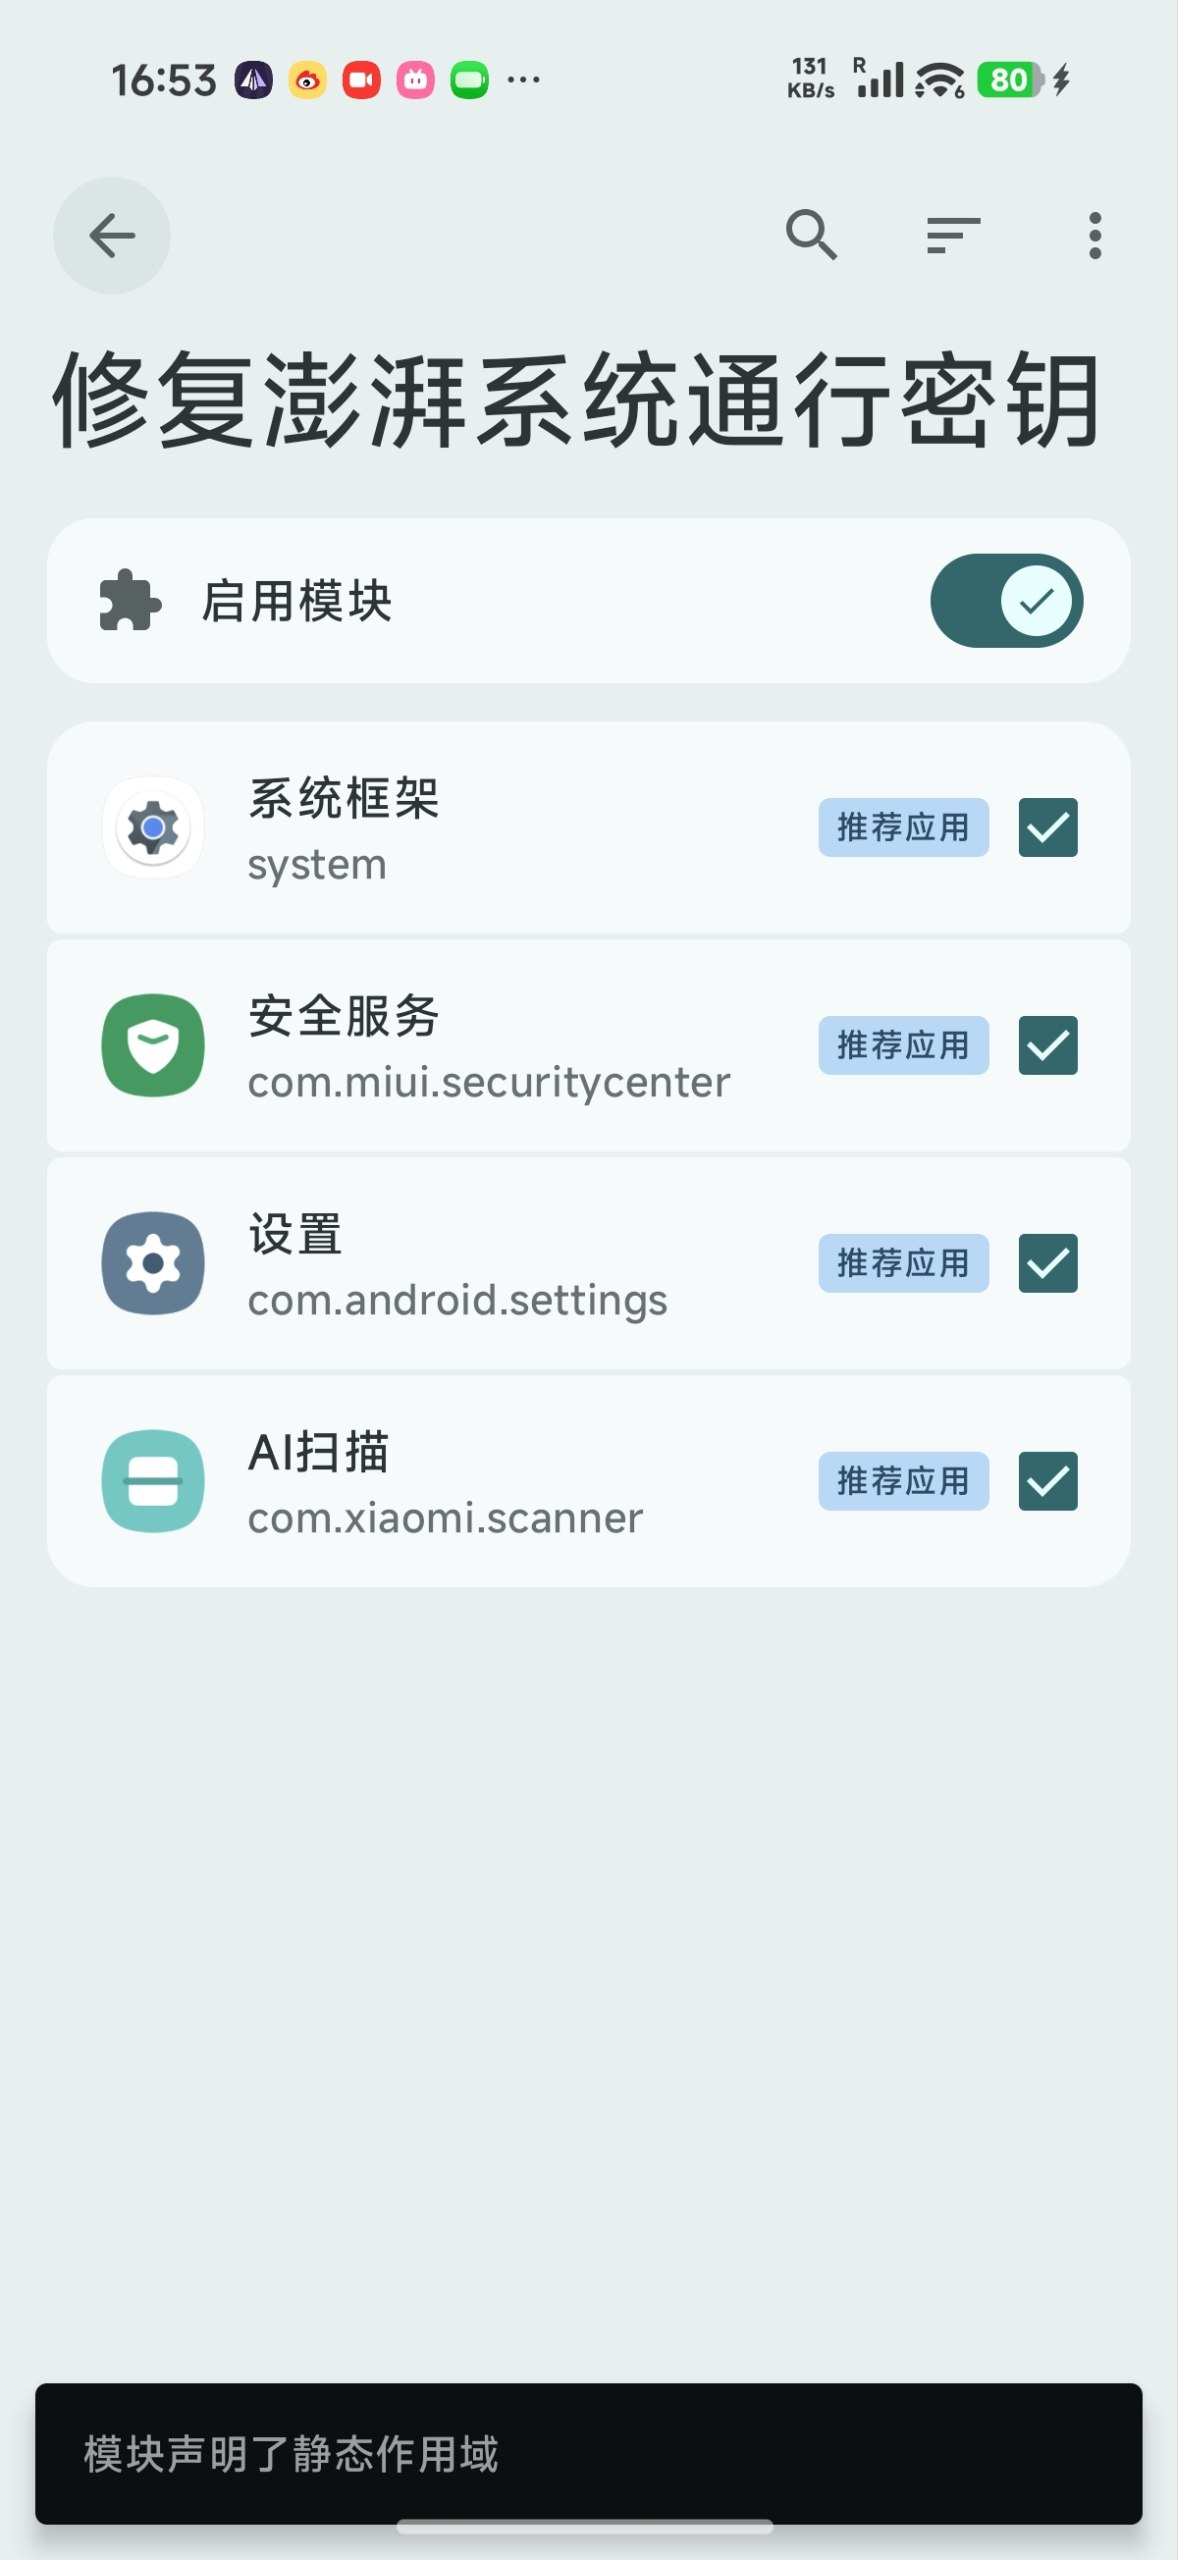 16:53
131 KB/s
R
6
80
修复澎湃系统通行密钥
启用模块
系统框架
system
推荐应用
安全服务
com.miui.securitycenter
推荐应用
设置
com.android.settings
推荐应用
AI扫描
com.xiaomi.scanner
推荐应用
模块声明了静态作用域